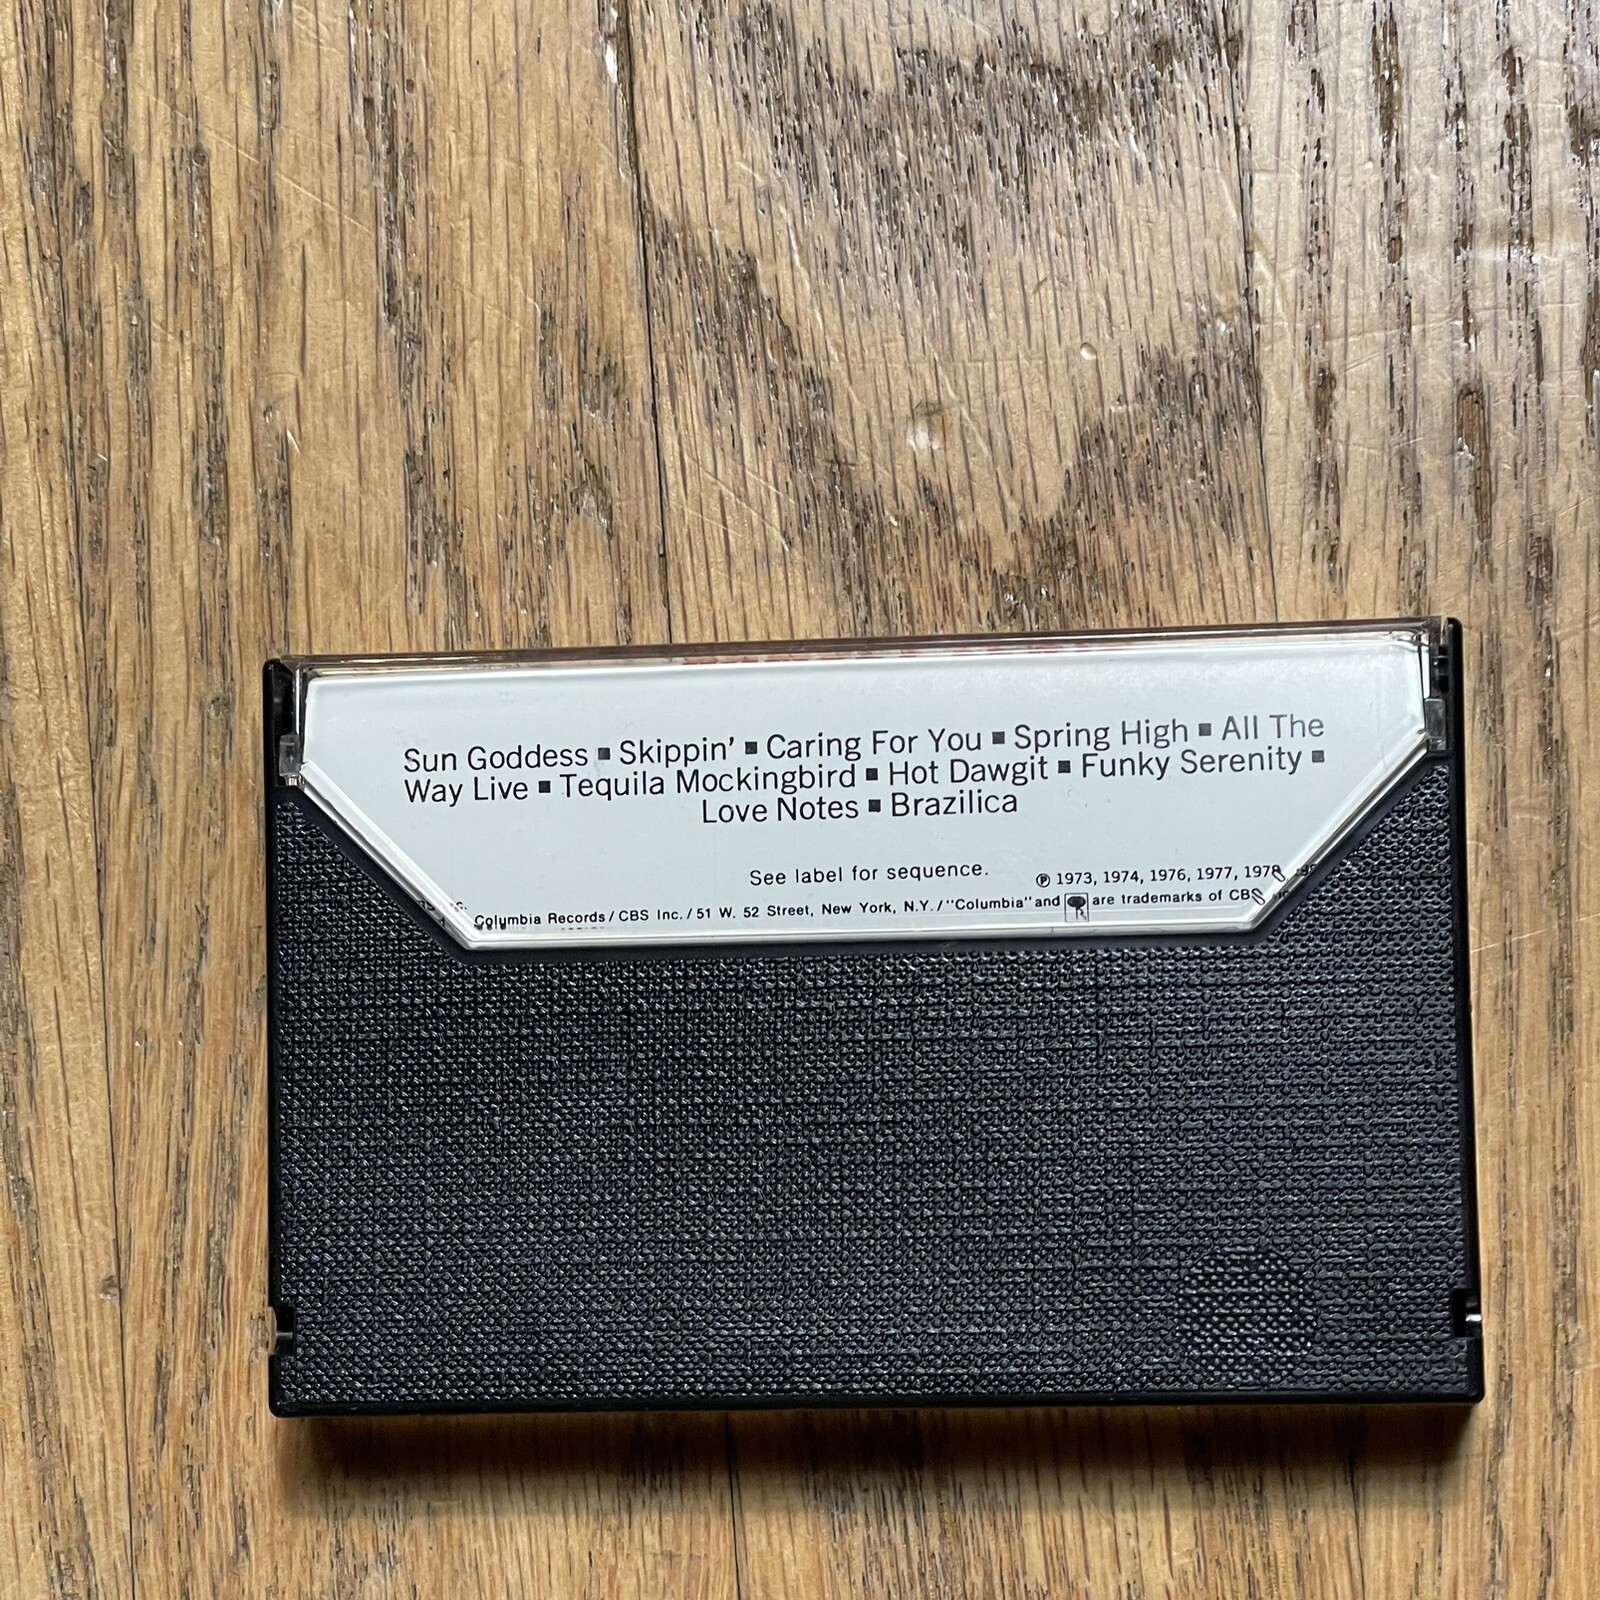 Sun Goddess ▪ Skippin' ▪ Caring For You ▪ Spring High ▪ All The
Way Live ▪ Tequila Mockingbird ▪ Hot Dawgit ▪ Funky Serenity ▪
Love Notes ▪ Brazilica
See label for sequence.
℗ 1973, 1974, 1976, 1977, 1978
Columbia Records/CBS Inc./51 W. 52 Street, New York, N.Y./"Columbia" and are trademarks of CBS